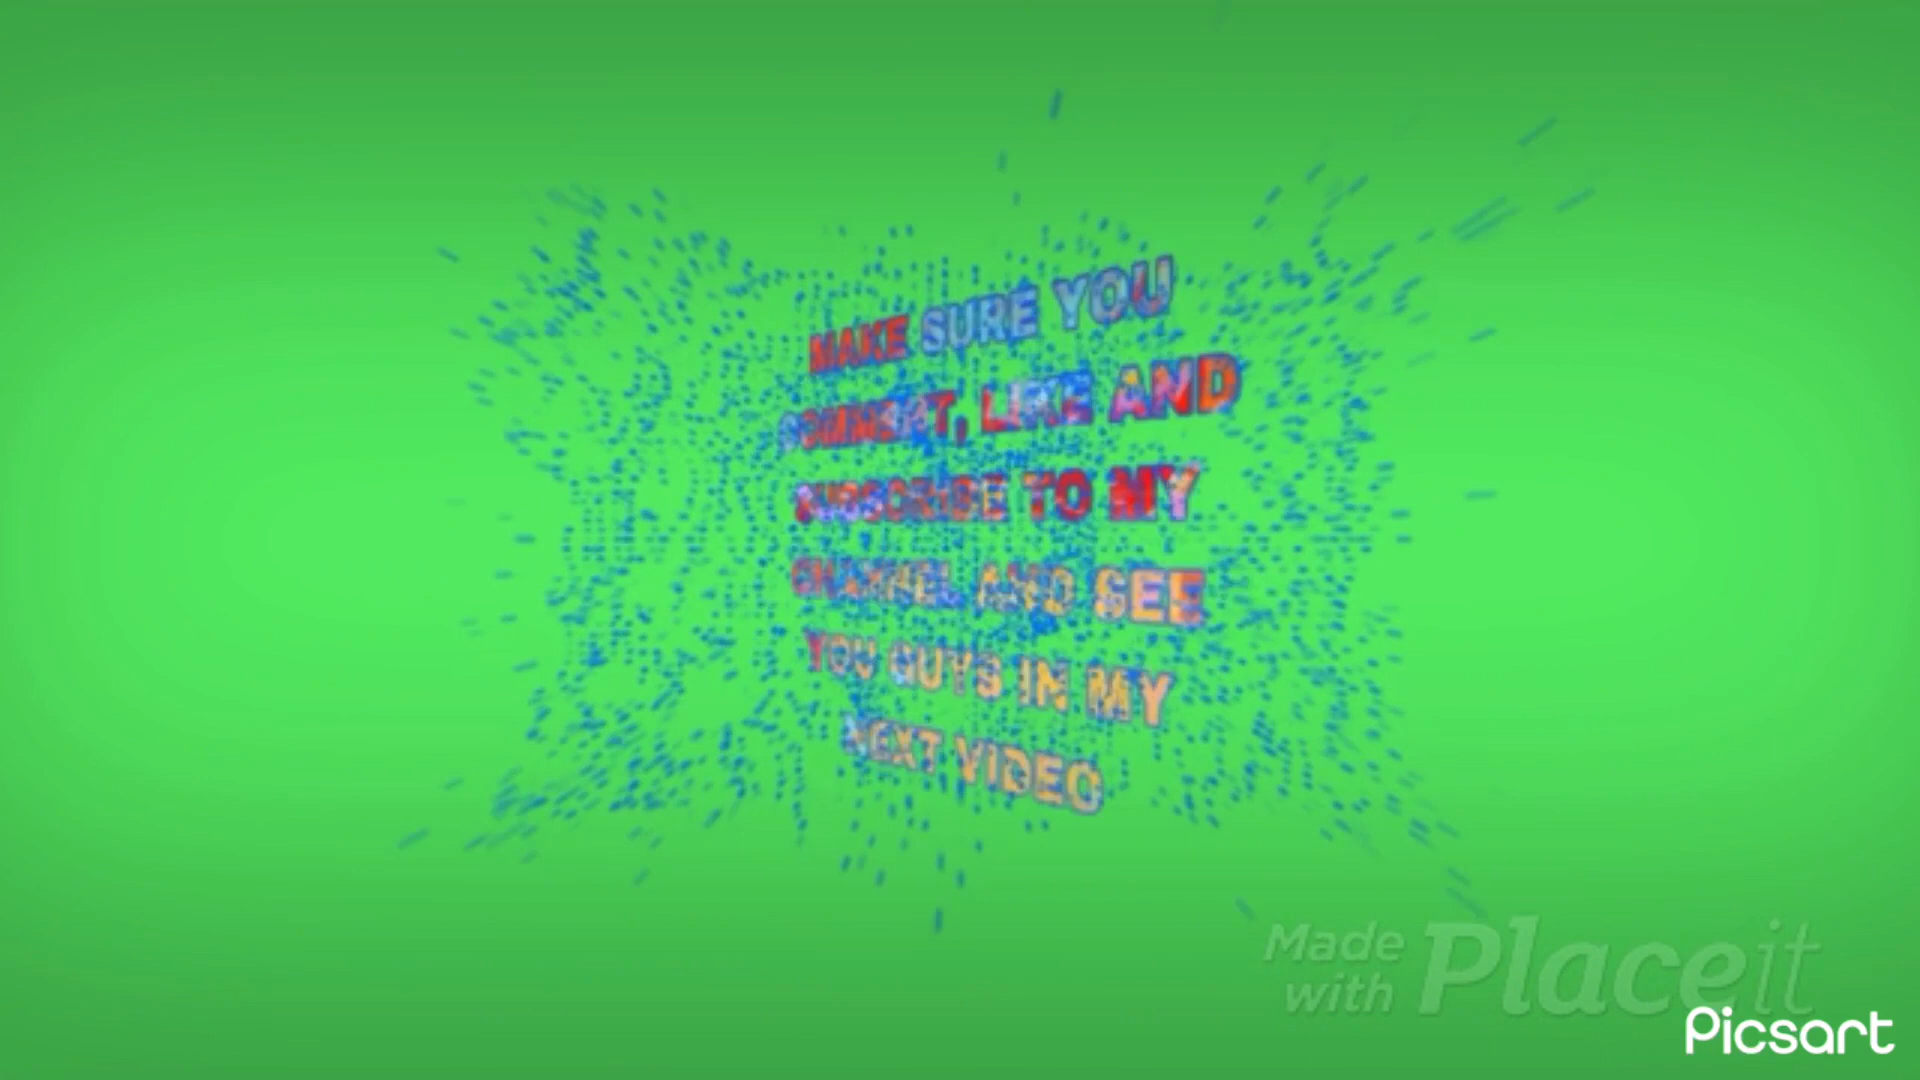 MAKE SURE YOU
COMMENT, LIKE AND
SUBSCRIBE TO MY
CHANNEL AND SEE
YOU GUYS IN MY
NEXT VIDEO
Made
with Placeit
Picsart